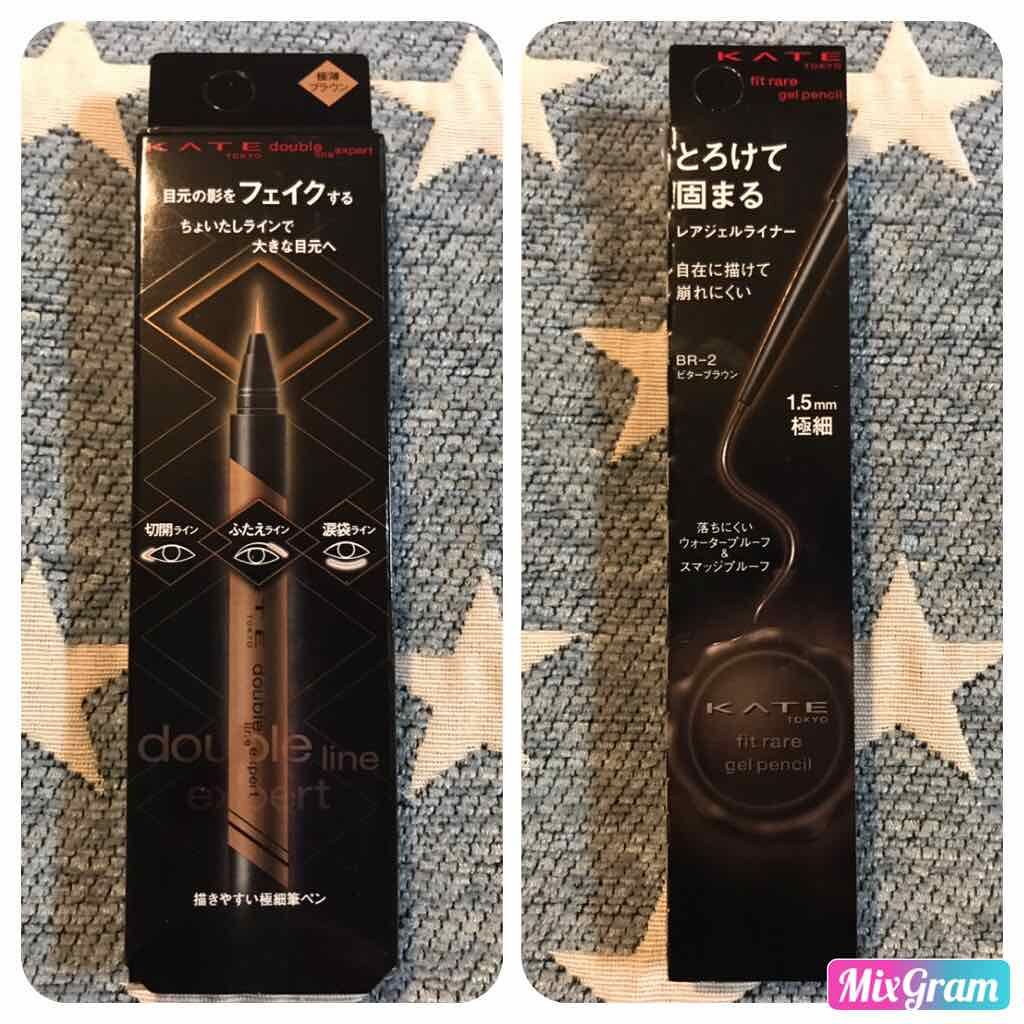 極薄
ブラウン
KATE double
TOKYO line expert
目元の影をフェイクする
ちょいたしラインで
大きな目元へ
切開ライン
ふたえライン
涙袋ライン
TOKYO
double
line
expert
double line
expert
描きやすい極細筆ペン
KATE
TOKYO
fit rare
gel pencil
とろけて
固まる
レアジェルライナー
自在に描けて
崩れにくい
BR-2
ビターブラウン
1.5mm
極細
落ちにくい
ウォータープルーフ
&
スマッジプルーフ
KATE
TOKYO
fit rare
gel pencil
MixGram